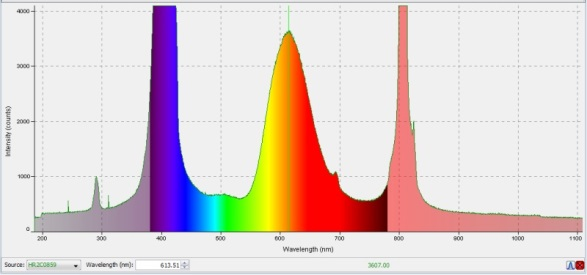 4000
3000
2000
1000
0
Intensity (counts)
200 300 400 500 600 700 800 900 1000 1100
Wavelength (nm)
Source: HR2C0859 Wavelength (nm): 613.51 3607.00